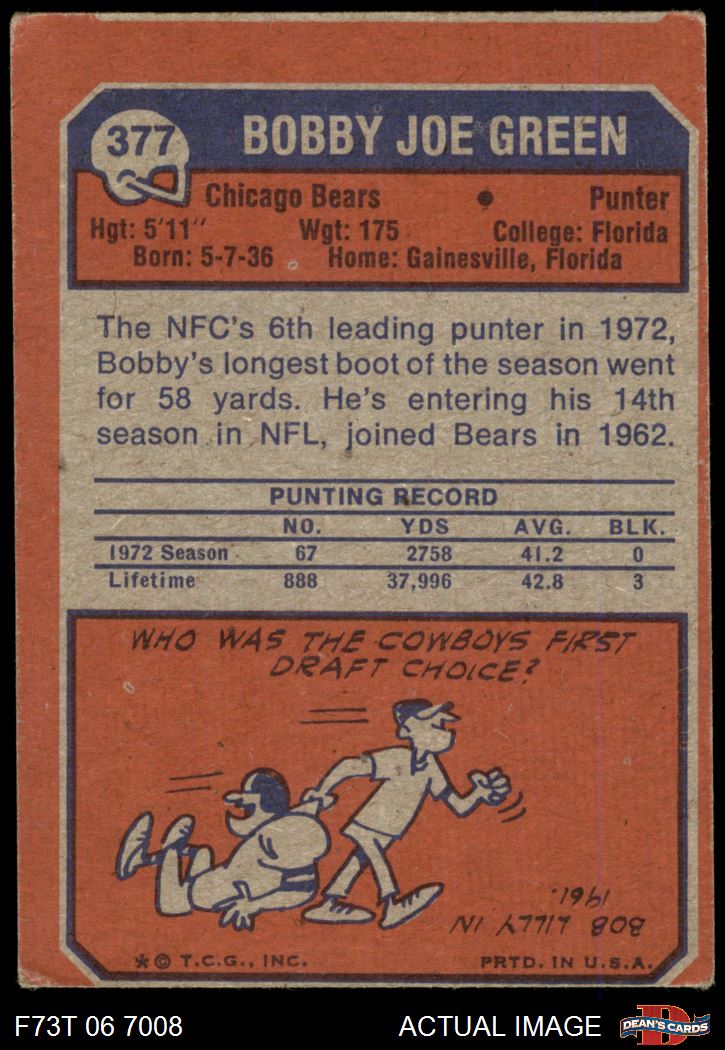 377
BOBBY JOE GREEN
Chicago Bears • Punter
Hgt: 5'11" Wgt: 175 College: Florida
Born: 5-7-36 Home: Gainesville, Florida
The NFC's 6th leading punter in 1972,
Bobby's longest boot of the season went
for 58 yards. He's entering his 14th
season in NFL, joined Bears in 1962.
PUNTING RECORD
NO. YDS AVG. BLK.
1972 Season 67 2758 41.2 0
Lifetime 888 37,996 42.8 3
WHO WAS THE COWBOYS FIRST
DRAFT CHOICE?
BOB LILLY IN
1961.
* © T.C.G., INC. PRTD. IN U.S.A.
F73T 06 7008 ACTUAL IMAGE
D
DEAN'S CARDS